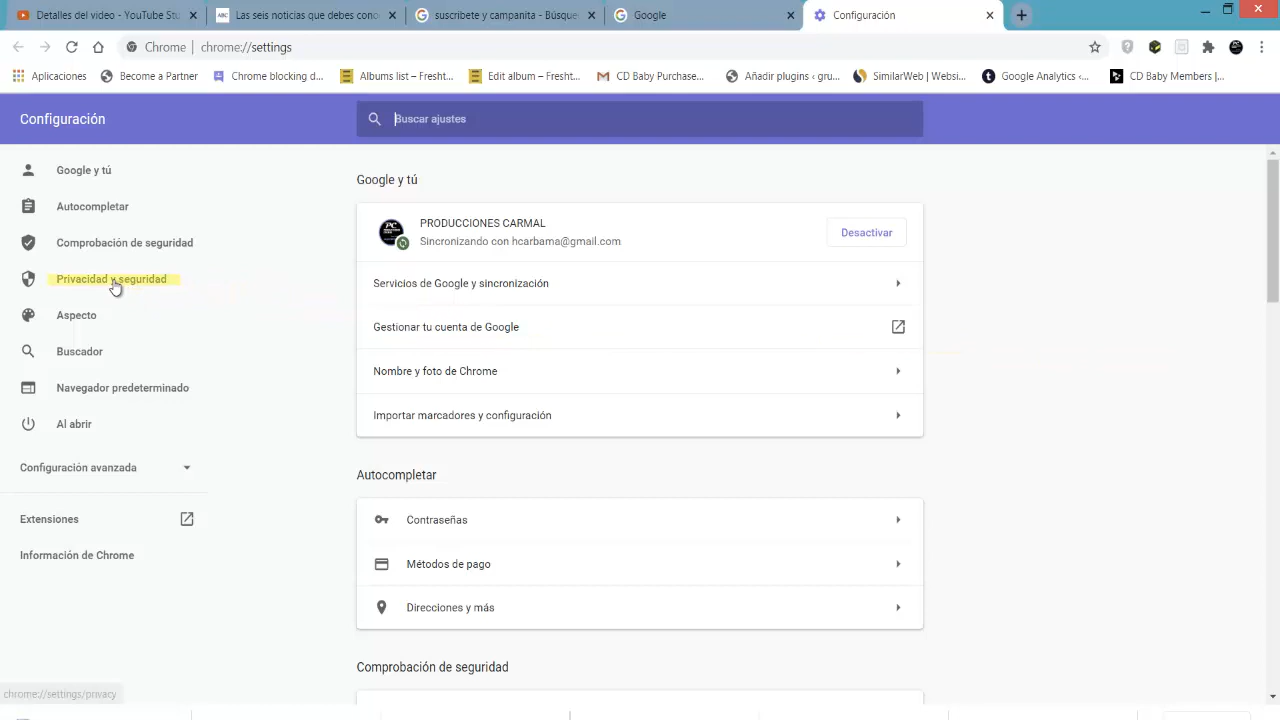 Detalles del video - YouTube Stu
Las seis noticias que debes cono
suscribete y campanita - Búsque
Google
Configuración
Chrome | chrome://settings
Aplicaciones
Become a Partner
Chrome blocking d...
Albums list – Fresht...
Edit album – Fresht...
CD Baby Purchase...
Añadir plugins ‹ gru...
SimilarWeb | Websi...
Google Analytics ‹...
CD Baby Members |...
Configuración
Buscar ajustes
Google y tú
Autocompletar
Comprobación de seguridad
Privacidad y seguridad
Aspecto
Buscador
Navegador predeterminado
Al abrir
Configuración avanzada
Extensiones
Información de Chrome
Google y tú
PRODUCCIONES CARMAL
Sincronizando con hcarbama@gmail.com
Desactivar
Servicios de Google y sincronización
Gestionar tu cuenta de Google
Nombre y foto de Chrome
Importar marcadores y configuración
Autocompletar
Contraseñas
Métodos de pago
Direcciones y más
Comprobación de seguridad
chrome://settings/privacy